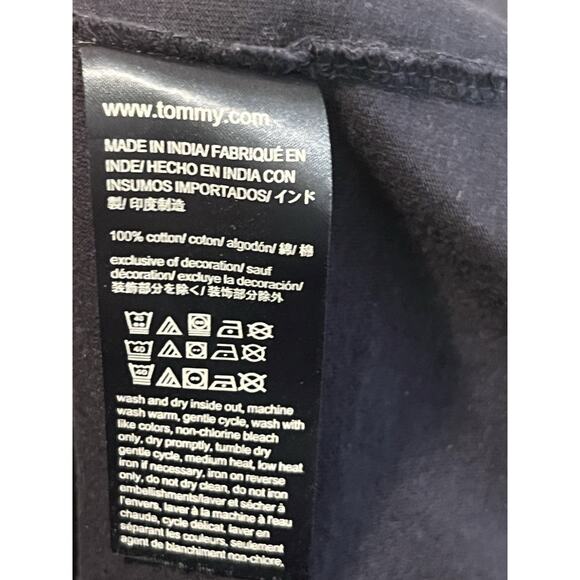 www.tommy.com
MADE IN INDIA/ FABRIQUÉ EN
INDE/ HECHO EN INDIA CON
INSUMOS IMPORTADOS/ インド
製/ 印度制造
100% cotton/ coton/ algodón/ 綿/ 棉
exclusive of decoration/ sauf
décoration/ excluye la decoración/
装飾部分を除く/ 装饰部分除外
40
40
wash and dry inside out, machine
wash warm, gentle cycle, wash with
like colors, non-chlorine bleach
only, dry promptly, tumble dry
gentle cycle, medium heat, low heat
iron if necessary, iron on reverse
only, do not dry clean, do not iron
embellishments/laver et sécher à
l'envers, laver à la machine à l'eau
chaude, cycle délicat, laver en
séparant les couleurs, seulement
agent de blanchiment non-chlore,